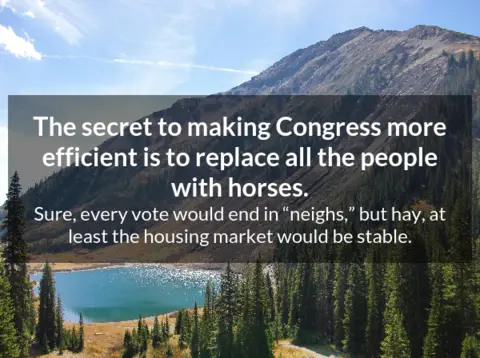 The secret to making Congress more
efficient is to replace all the people
with horses.
Sure, every vote would end in “neighs,” but hay, at
least the housing market would be stable.